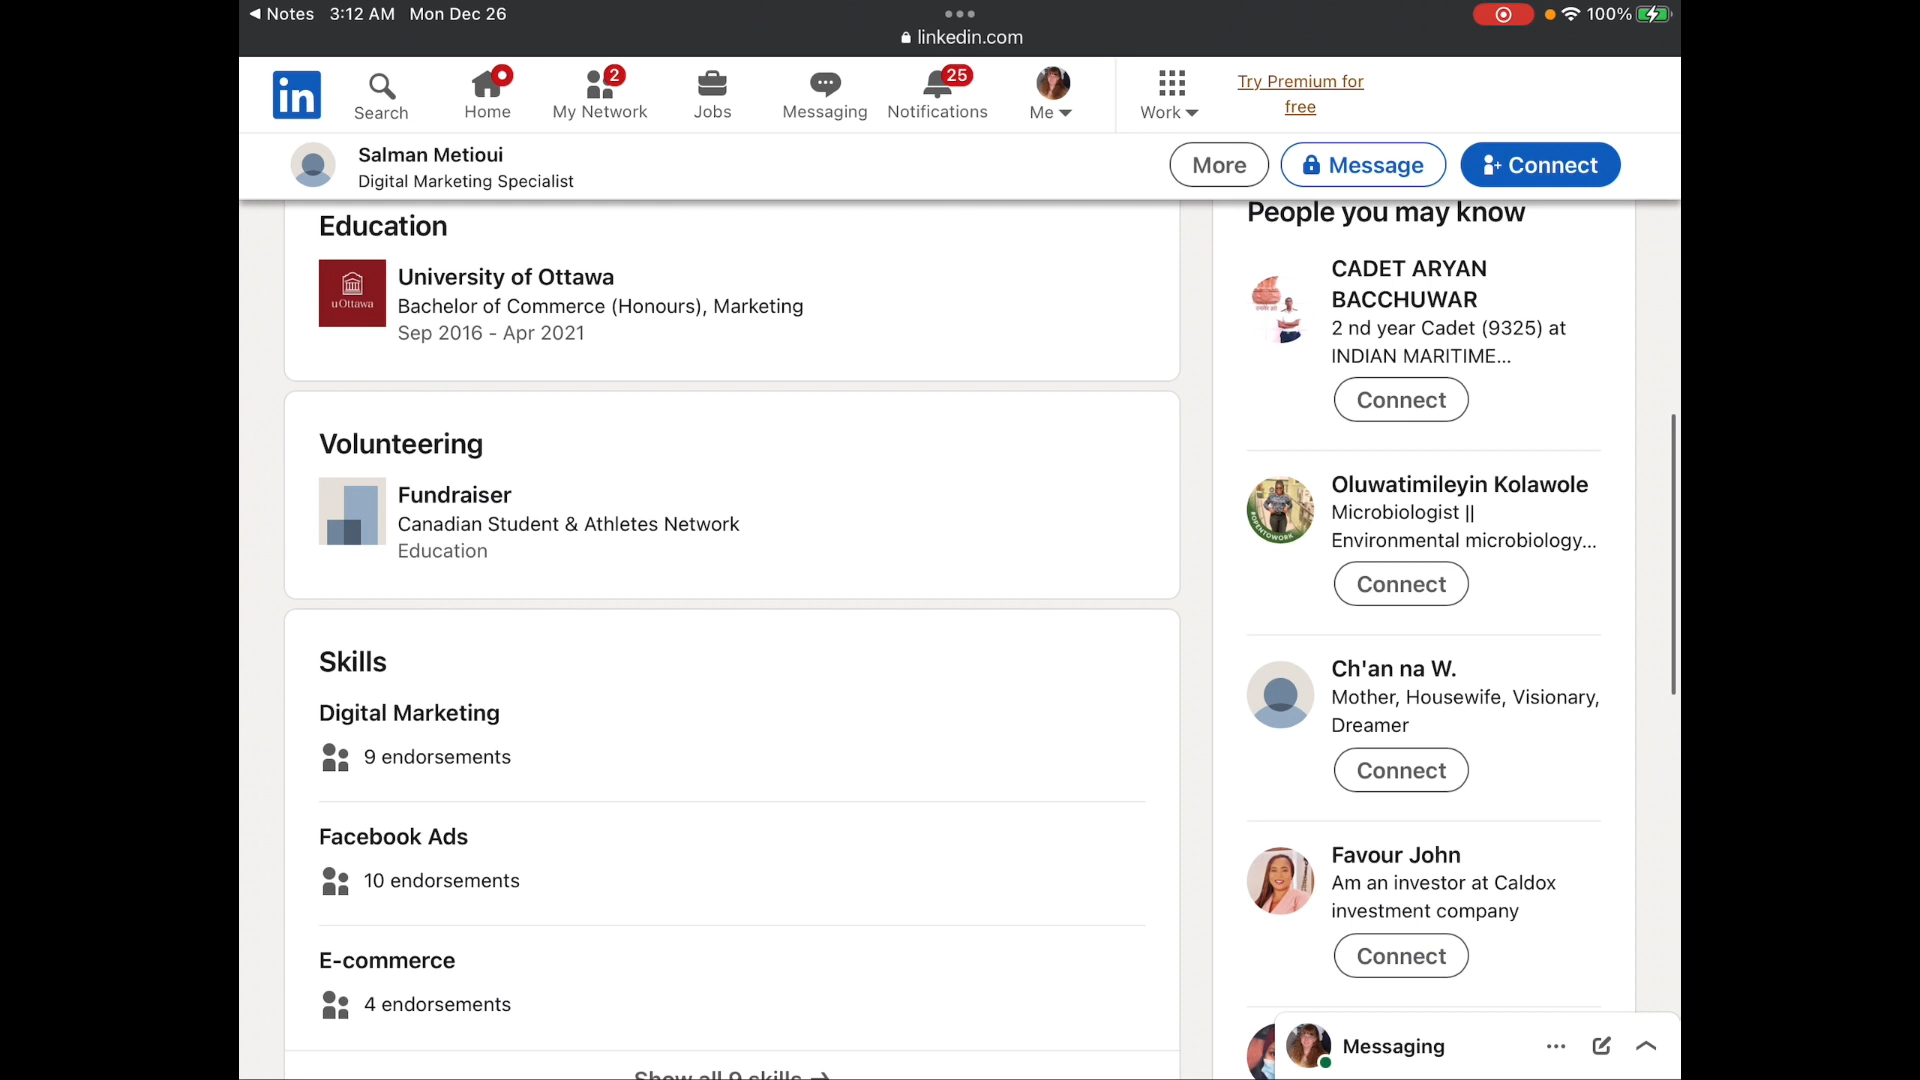 Notes 3:12 AM Mon Dec 26
100%
linkedin.com
in
Search
Home
2
My Network
Jobs
Messaging
25
Notifications
Me
Work
Try Premium for
free
Salman Metioui
Digital Marketing Specialist
More
Message
Connect
Education
uOttawa
University of Ottawa
Bachelor of Commerce (Honours), Marketing
Sep 2016 - Apr 2021
Volunteering
Fundraiser
Canadian Student & Athletes Network
Education
Skills
Digital Marketing
9 endorsements
Facebook Ads
10 endorsements
E-commerce
4 endorsements
Show all 9 skills →
People you may know
CADET ARYAN
BACCHUWAR
2 nd year Cadet (9325) at
INDIAN MARITIME...
Connect
#OPENTOWORK
Oluwatimileyin Kolawole
Microbiologist ||
Environmental microbiology...
Connect
Ch'an na W.
Mother, Housewife, Visionary,
Dreamer
Connect
Favour John
Am an investor at Caldox
investment company
Connect
Messaging